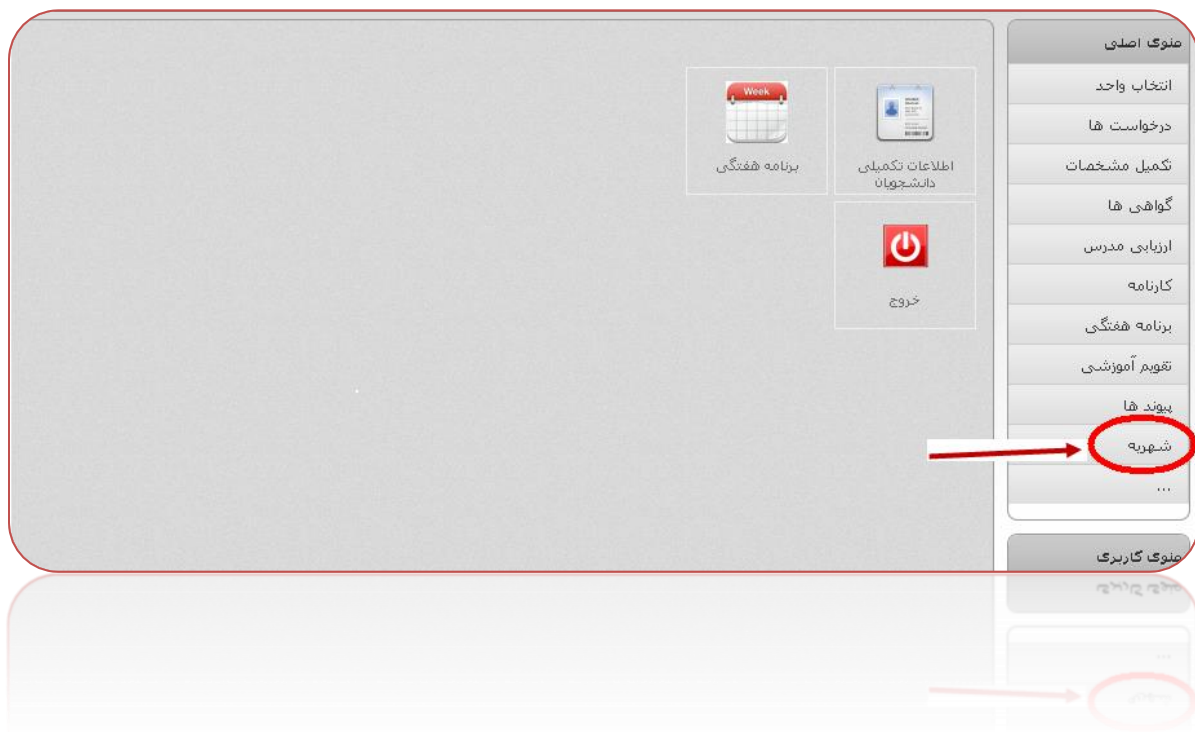 منوی اصلی
انتخاب واحد
درخواست ها
تکمیل مشخصات
گواهی ها
ارزیابی مدرس
کارنامه
برنامه هفتگی
تقویم آموزشی
پیوند ها
شهریه
...
منوی کاربری
اطلاعات تکمیلی
دانشجویان
Week
برنامه هفتگی
خروج